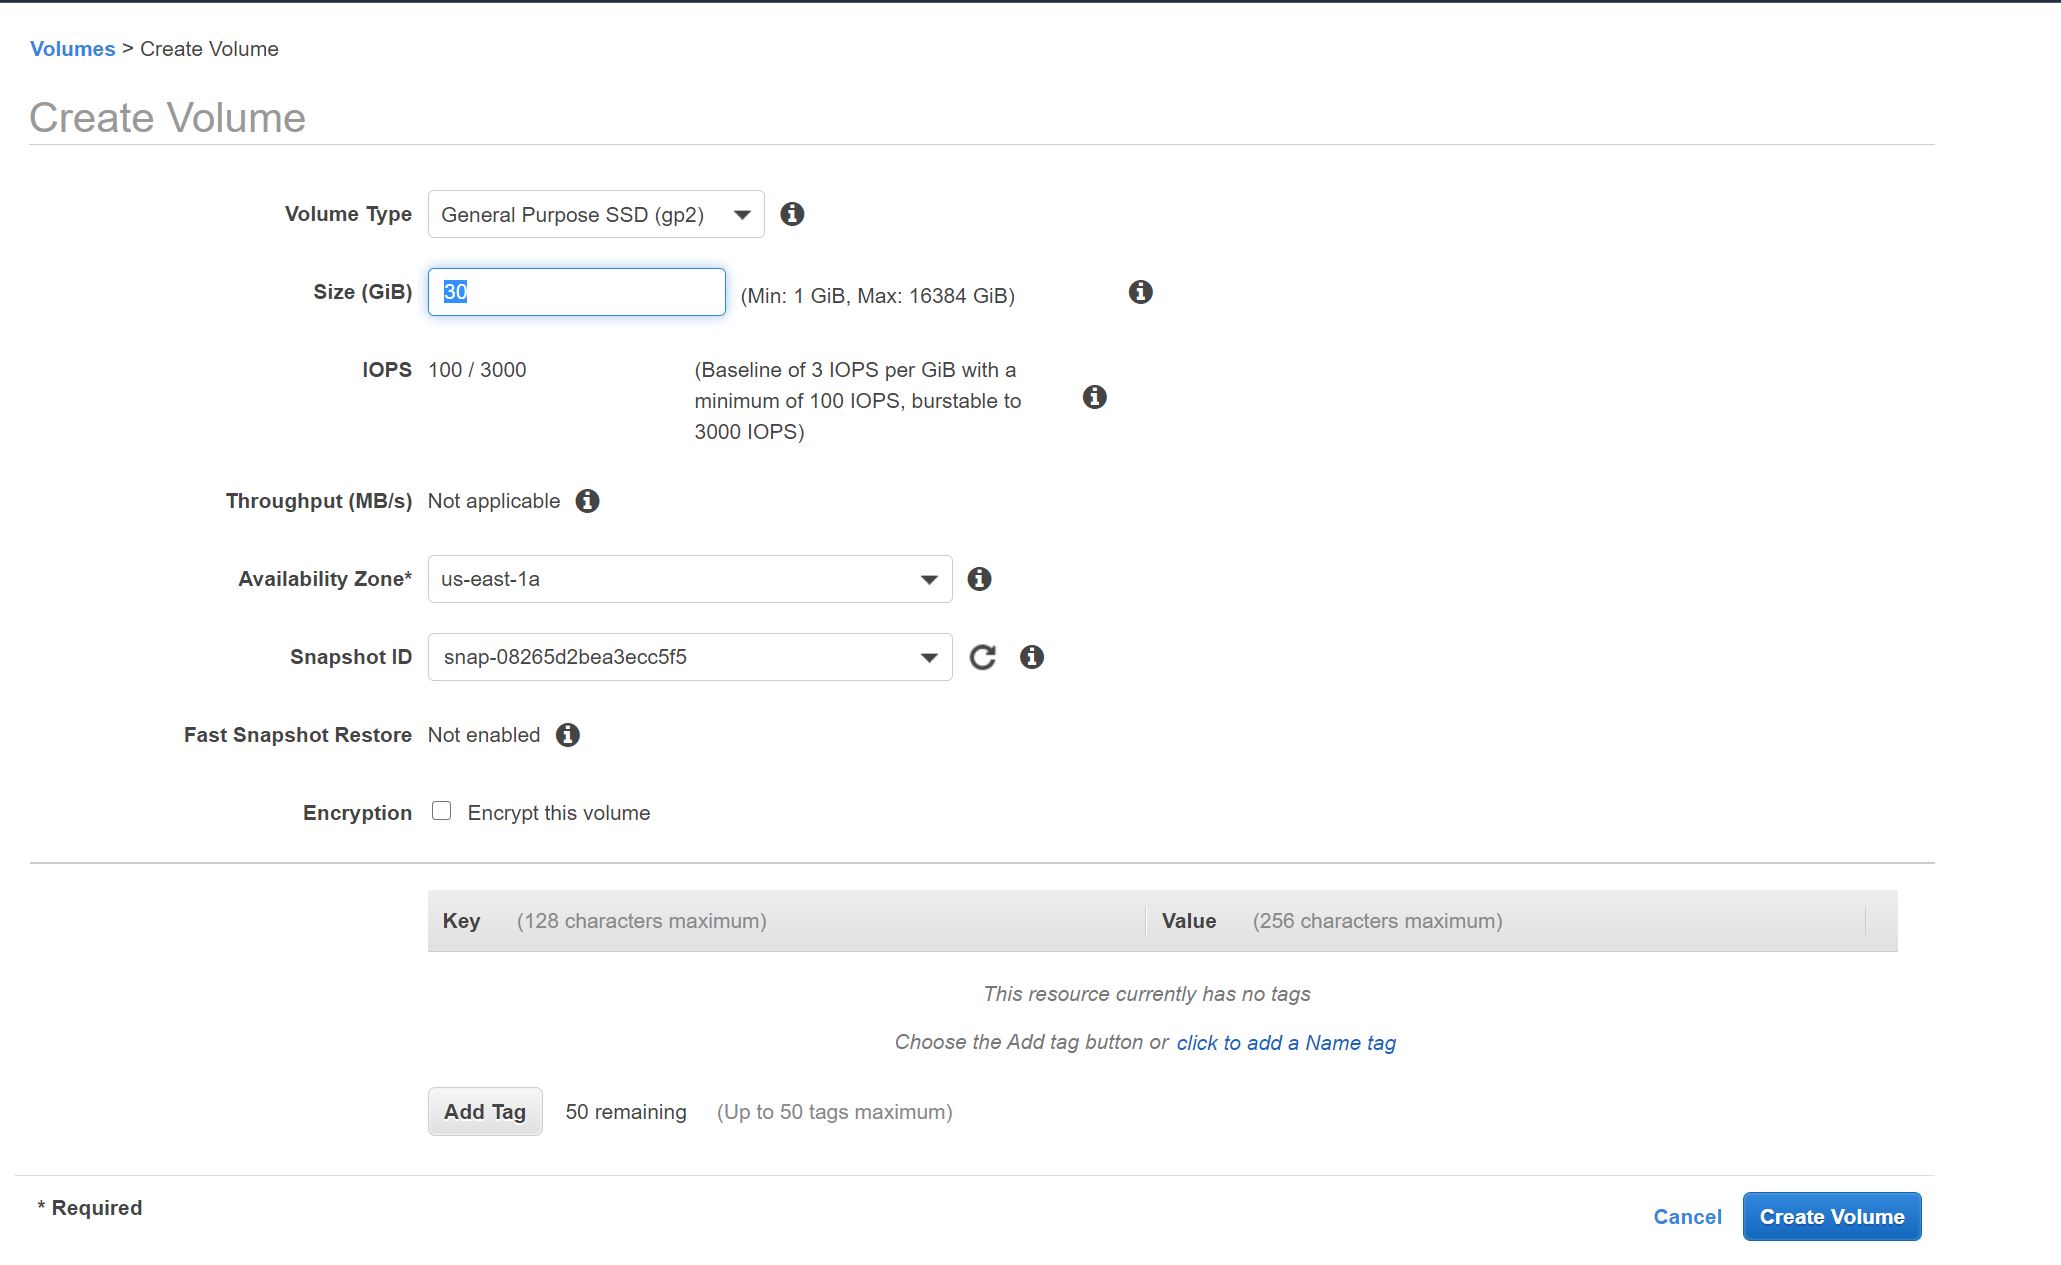 Volumes > Create Volume
Create Volume
Volume Type General Purpose SSD (gp2)
Size (GiB) 30 (Min: 1 GiB, Max: 16384 GiB)
IOPS 100 / 3000 (Baseline of 3 IOPS per GiB with a
minimum of 100 IOPS, burstable to
3000 IOPS)
Throughput (MB/s) Not applicable
Availability Zone* us-east-1a
Snapshot ID snap-08265d2bea3ecc5f5
Fast Snapshot Restore Not enabled
Encryption Encrypt this volume
Key (128 characters maximum) Value (256 characters maximum)
This resource currently has no tags
Choose the Add tag button or click to add a Name tag
Add Tag 50 remaining (Up to 50 tags maximum)
* Required
Cancel Create Volume